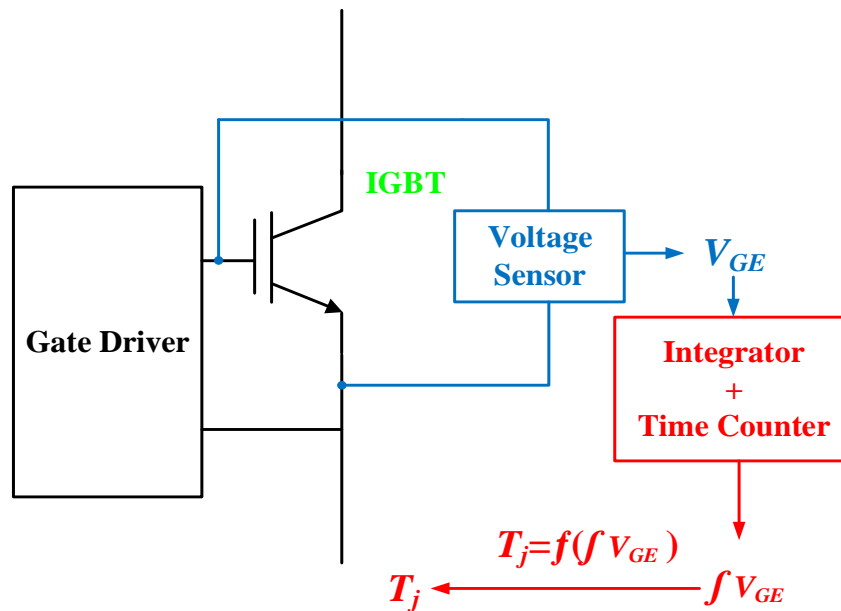 IGBT
Voltage
Sensor
V_GE
Gate Driver
Integrator
+
Time Counter
T_j=f(∫V_GE)
T_j
∫V_GE